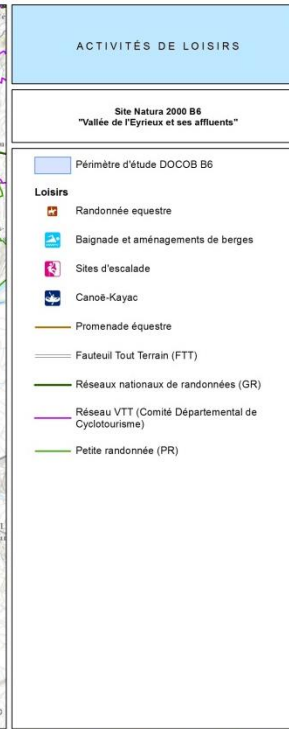 ACTIVITÉS DE LOISIRS
Site Natura 2000 B6
"Vallée de l'Eyrieux et ses affluents"
Périmètre d'étude DOCOB B6
Loisirs
Randonnée equestre
Baignade et aménagements de berges
Sites d'escalade
Canoë-Kayac
Promenade équestre
Fauteuil Tout Terrain (FTT)
Réseaux nationaux de randonnées (GR)
Réseau VTT (Comité Départemental de
Cyclotourisme)
Petite randonnée (PR)